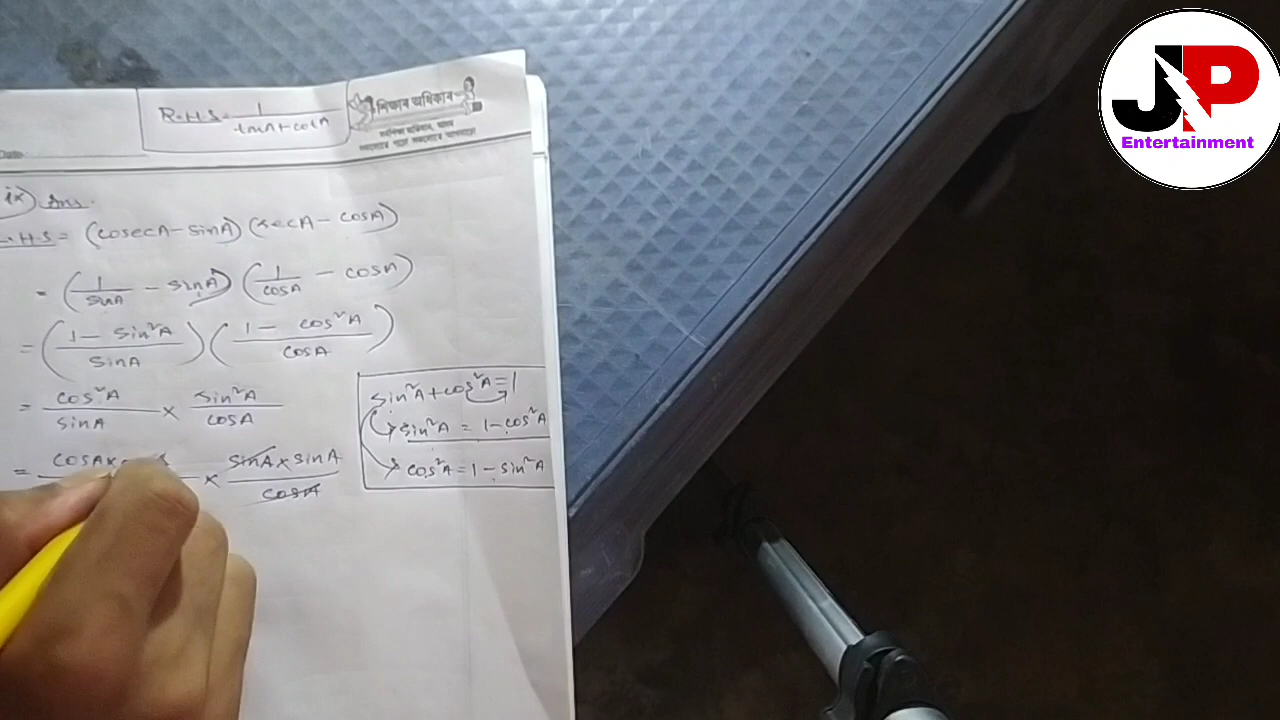 JP
Entertainment
R.H.S = 1/(tanA+cotA)
শিক্ষাৰ অধিকাৰ
ix) Ans.
L.H.S = (cosecA - sinA) (secA - cosA)
= (1/sinA - sinA) (1/cosA - cosA)
= ((1 - sin²A)/sinA) ((1 - cos²A)/cosA)
= cos²A/sinA × sin²A/cosA
= cosA× × (sinA × sinA)/cosA
sin²A + cos²A = 1
→ sin²A = 1 - cos²A
→ cos²A = 1 - sin²A